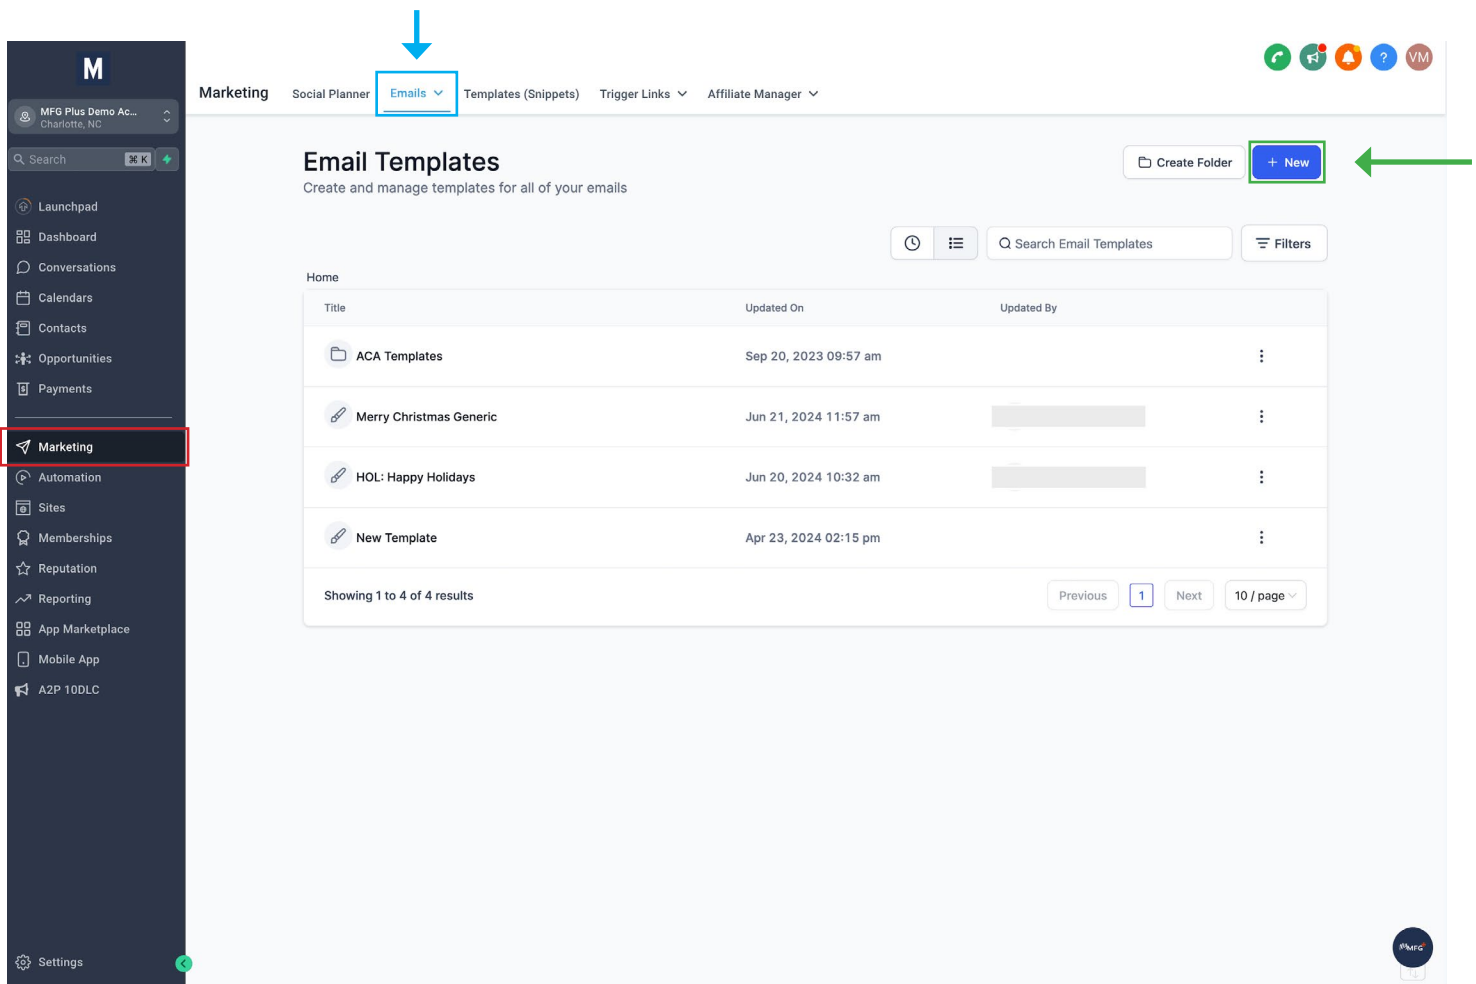 M
VM
Marketing
Social Planner
Emails
Templates (Snippets)
Trigger Links
Affiliate Manager
MFG Plus Demo Ac...
Charlotte, NC
Search
⌘ K
Launchpad
Dashboard
Conversations
Calendars
Contacts
Opportunities
Payments
Marketing
Automation
Sites
Memberships
Reputation
Reporting
App Marketplace
Mobile App
A2P 10DLC
Settings
Email Templates
Create and manage templates for all of your emails
Create Folder
+ New
Search Email Templates
Filters
Home
Title Updated On Updated By
ACA Templates Sep 20, 2023 09:57 am
Merry Christmas Generic Jun 21, 2024 11:57 am
HOL: Happy Holidays Jun 20, 2024 10:32 am
New Template Apr 23, 2024 02:15 pm
Showing 1 to 4 of 4 results
Previous 1 Next 10 / page
MFG